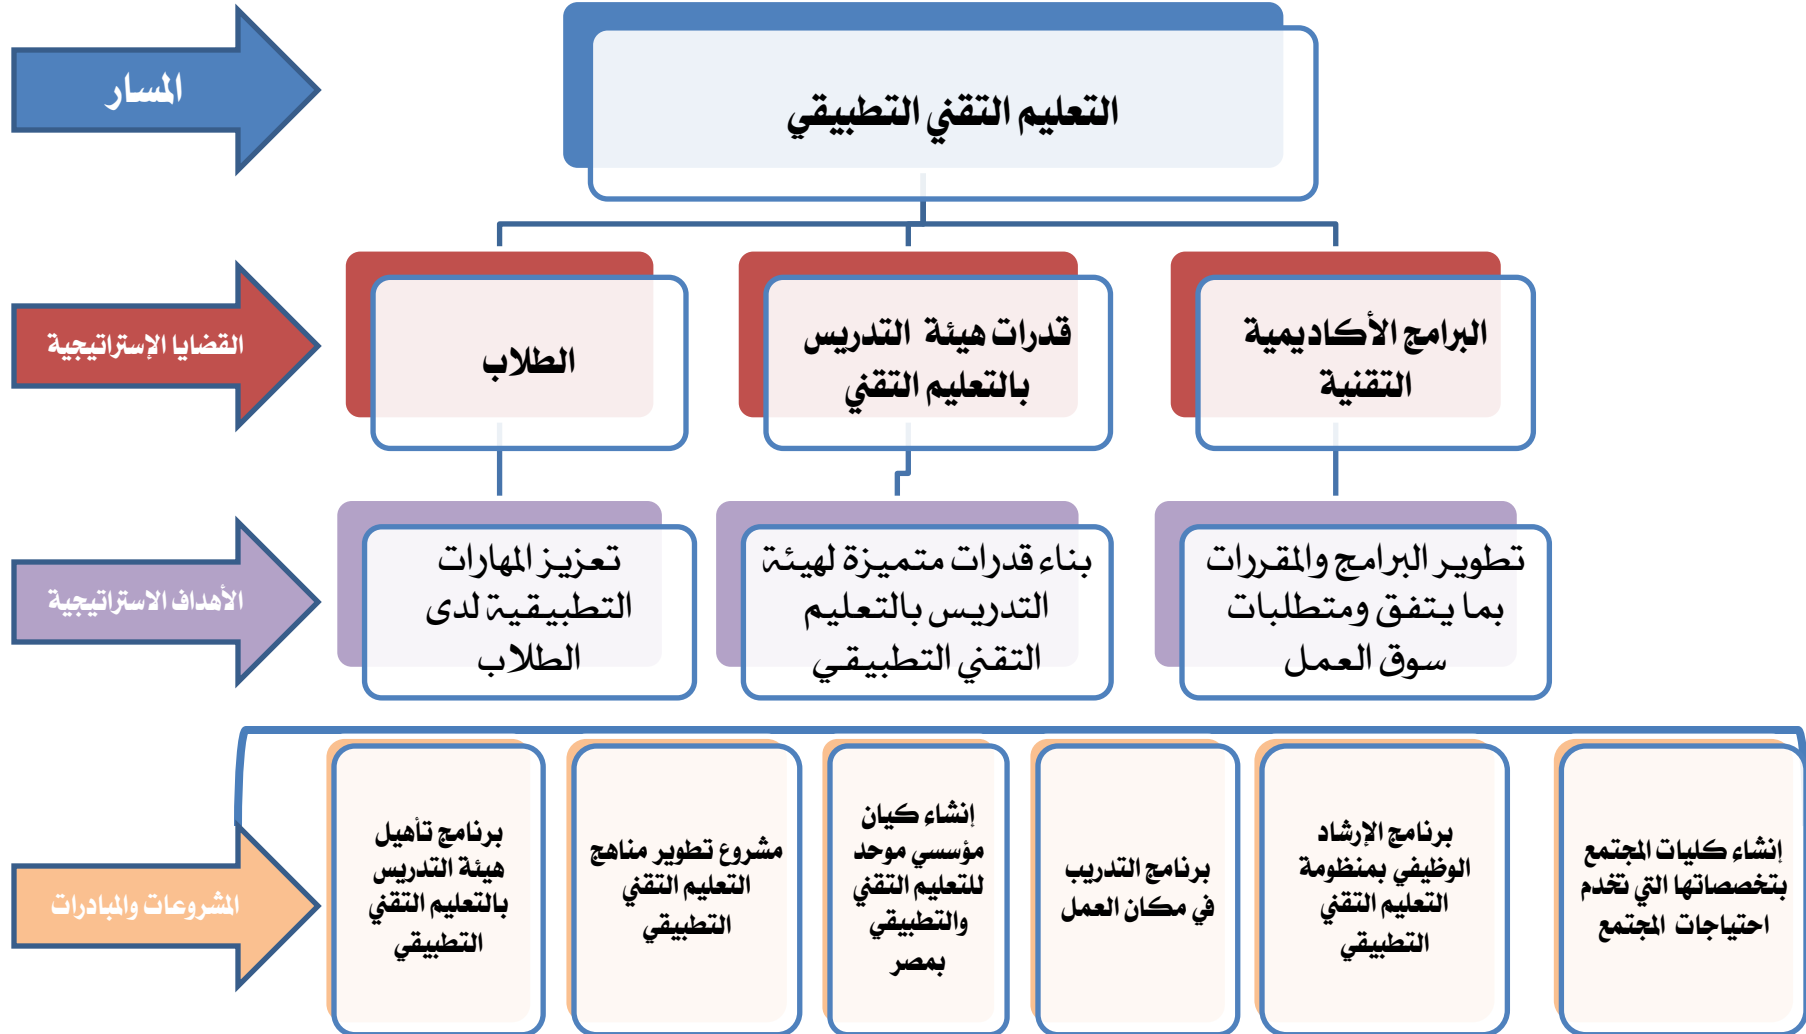 المسار
التعليم التقني التطبيقي
القضايا الإستراتيجية
البرامج الأكاديمية
التقنية
قدرات هيئة التدريس
بالتعليم التقني
الطلاب
الأهداف الاستراتيجية
تطوير البرامج والمقررات
بما يتفق ومتطلبات
سوق العمل
بناء قدرات متميزة لهيئة
التدريس بالتعليم
التقني التطبيقي
تعزيز المهارات
التطبيقية لدى
الطلاب
المشروعات والمبادرات
إنشاء كليات المجتمع
بتخصصاتها التي تخدم
احتياجات المجتمع
برنامج الإرشاد
الوظيفي بمنظومة
التعليم التقني
التطبيقي
برنامج التدريب
في مكان العمل
إنشاء كيان
مؤسسي موحد
للتعليم التقني
والتطبيقي
بمصر
مشروع تطوير مناهج
التعليم التقني
التطبيقي
برنامج تأهيل
هيئة التدريس
بالتعليم التقني
التطبيقي